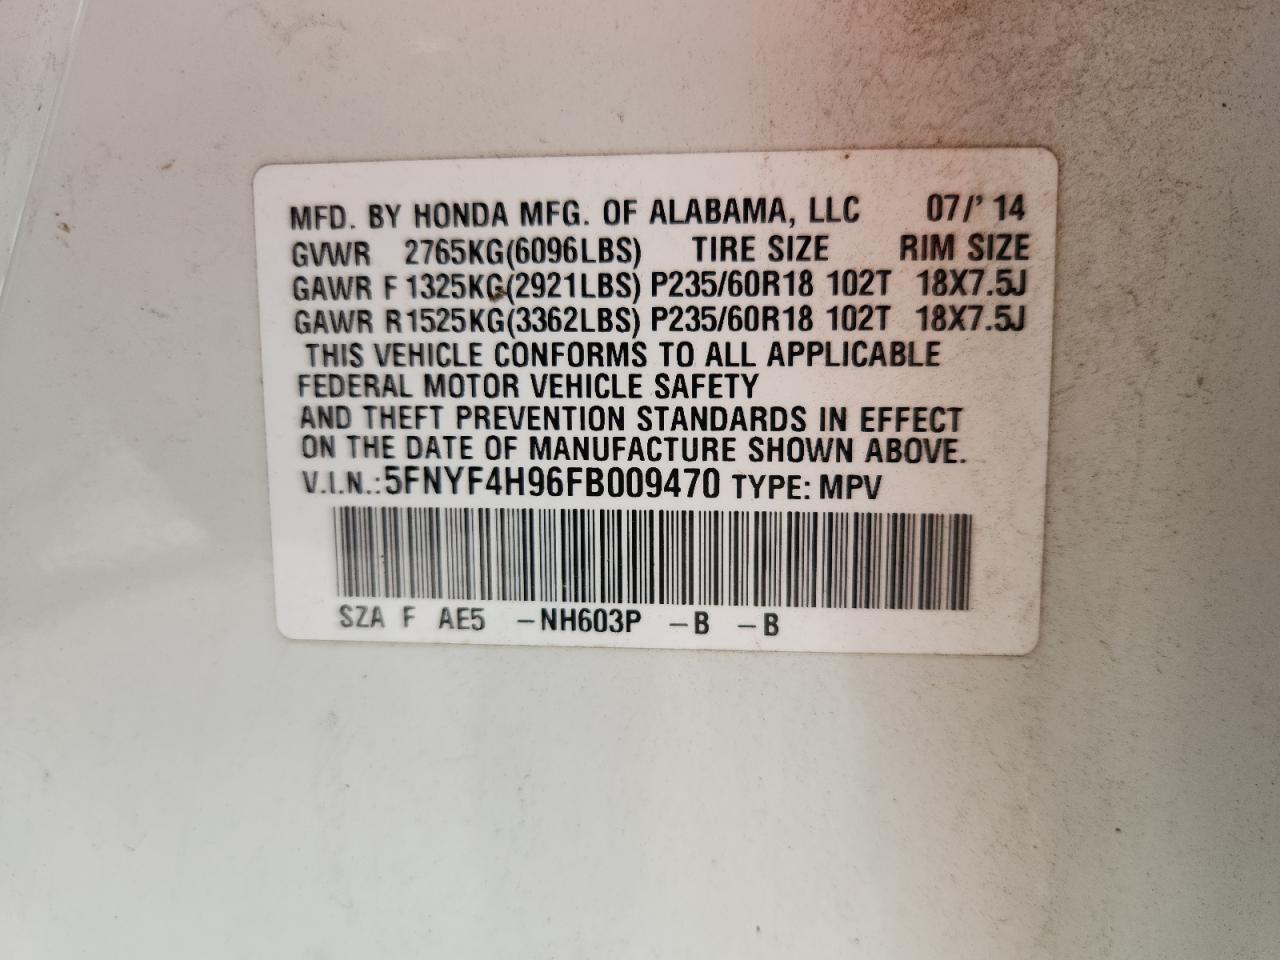 MFD. BY HONDA MFG. OF ALABAMA, LLC 07/'14
GVWR 2765KG(6096LBS) TIRE SIZE RIM SIZE
GAWR F 1325KG(2921LBS) P235/60R18 102T 18X7.5J
GAWR R1525KG(3362LBS) P235/60R18 102T 18X7.5J
THIS VEHICLE CONFORMS TO ALL APPLICABLE
FEDERAL MOTOR VEHICLE SAFETY
AND THEFT PREVENTION STANDARDS IN EFFECT
ON THE DATE OF MANUFACTURE SHOWN ABOVE.
V.I.N.:5FNYF4H96FB009470 TYPE: MPV
SZA F AE5 -NH603P -B -B